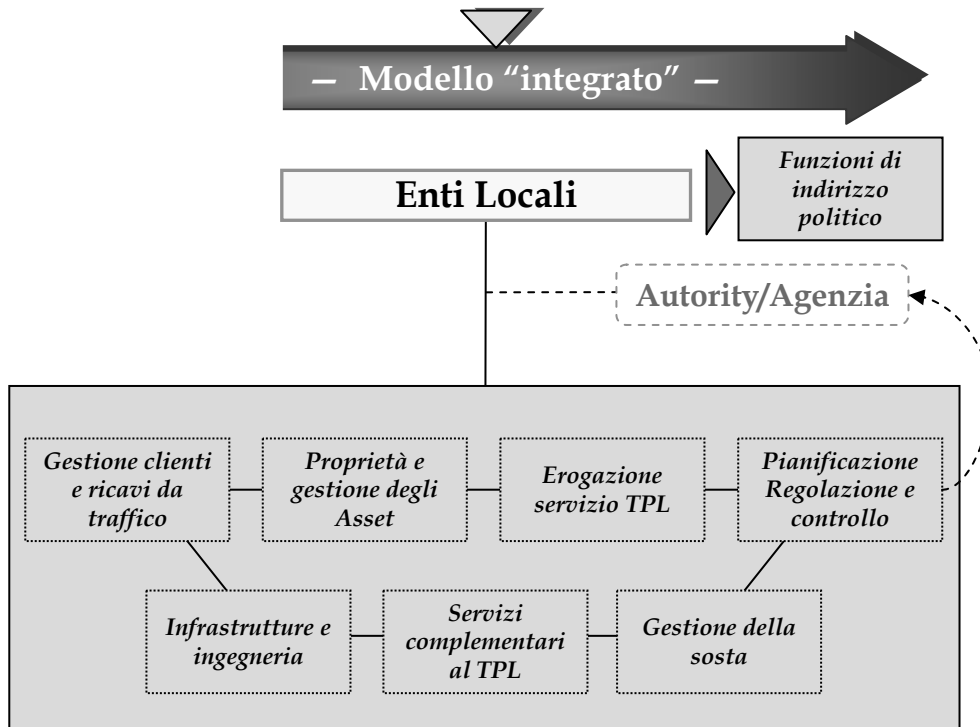 – Modello “integrato” –
Enti Locali
Funzioni di
indirizzo
politico
Autority/Agenzia
Gestione clienti
e ricavi da
traffico
Proprietà e
gestione degli
Asset
Erogazione
servizio TPL
Pianificazione
Regolazione e
controllo
Infrastrutture e
ingegneria
Servizi
complementari
al TPL
Gestione della
sosta